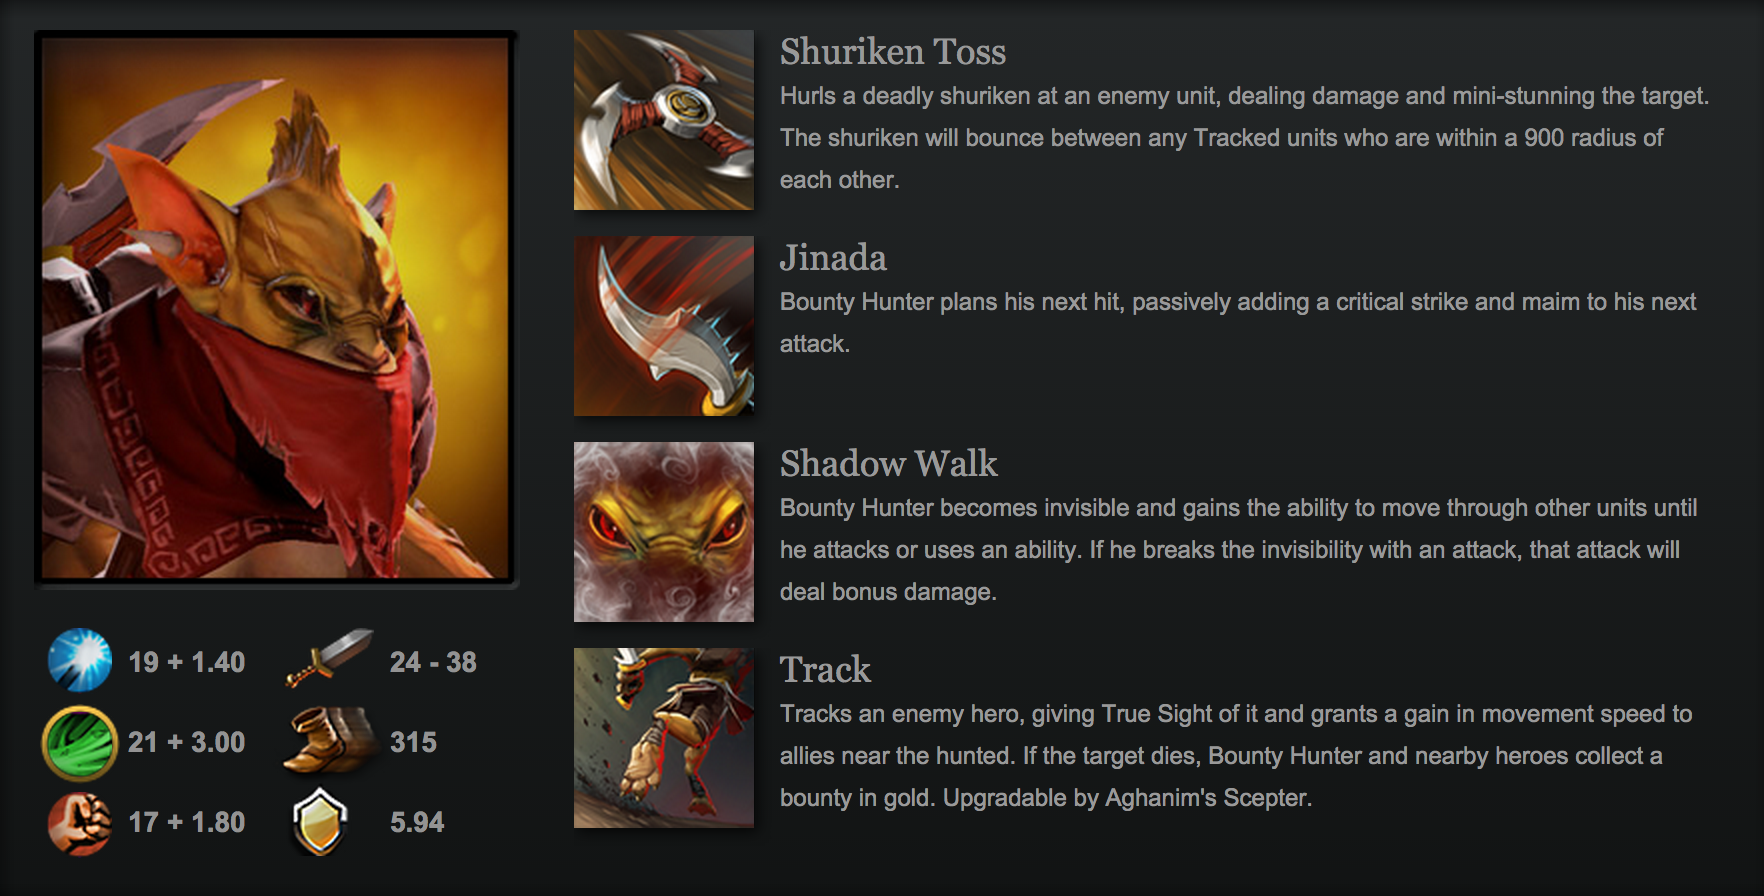 Shuriken Toss
Hurls a deadly shuriken at an enemy unit, dealing damage and mini-stunning the target.
The shuriken will bounce between any Tracked units who are within a 900 radius of
each other.
Jinada
Bounty Hunter plans his next hit, passively adding a critical strike and maim to his next
attack.
Shadow Walk
Bounty Hunter becomes invisible and gains the ability to move through other units until
he attacks or uses an ability. If he breaks the invisibility with an attack, that attack will
deal bonus damage.
Track
Tracks an enemy hero, giving True Sight of it and grants a gain in movement speed to
allies near the hunted. If the target dies, Bounty Hunter and nearby heroes collect a
bounty in gold. Upgradable by Aghanim's Scepter.
19 + 1.40
24 - 38
21 + 3.00
315
17 + 1.80
5.94